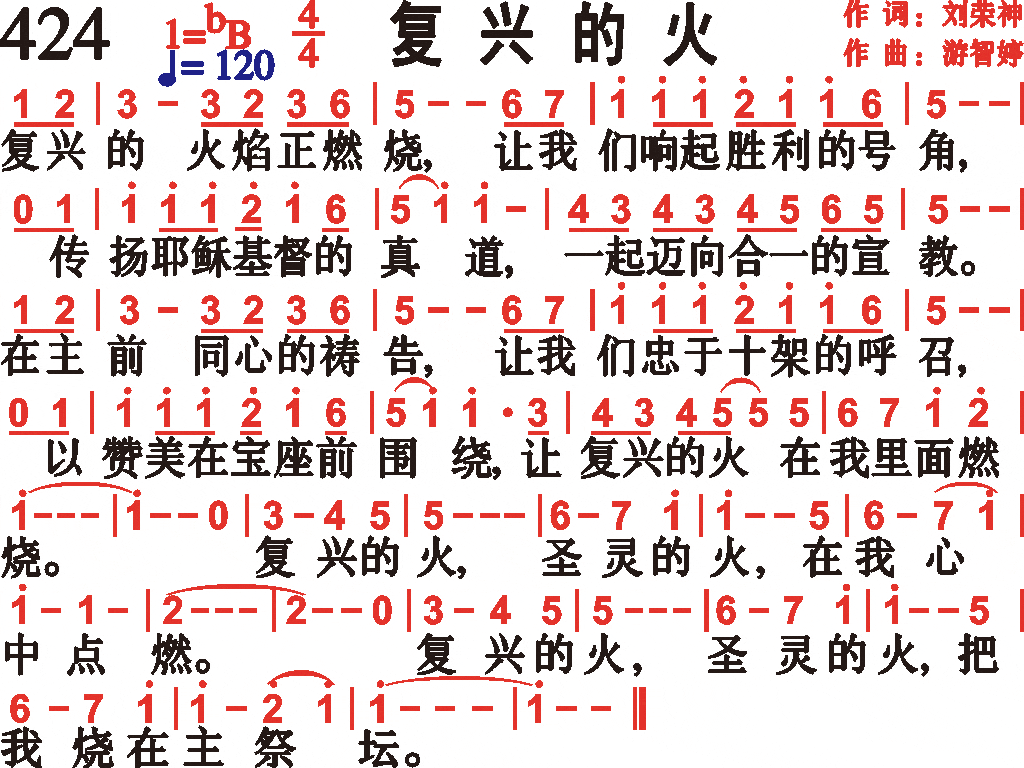 424 1=bB 4/4 复兴的火 作词：刘荣神
♩=120 作曲：游智婷
1 2 | 3 - 3 2 3 6 | 5 - - 6 7 | i i i 2̇ i i 6 | 5 - - |
复兴的 火焰正燃烧, 让我们响起胜利的号角,
0 1 | i i i 2̇ i 6 | 5 i i - | 4 3 4 3 4 5 6 5 | 5 - - |
传扬耶稣基督的真道, 一起迈向合一的宣教。
1 2 | 3 - 3 2 3 6 | 5 - - 6 7 | i i i 2̇ i i 6 | 5 - - |
在主前 同心的祷告, 让我们忠于十架的呼召,
0 1 | i i i 2̇ i 6 | 5 i i · 3 | 4 3 4 5 5 5 | 6 7 i 2̇ |
以赞美在宝座前围绕, 让复兴的火 在我里面燃
i - - - | i - - 0 | 3 - 4 5 | 5 - - - | 6 - 7 i | i - - 5 | 6 - 7 i |
烧。 复兴的火, 圣灵的火, 在我心
i - 1 - | 2 - - - | 2 - - 0 | 3 - 4 5 | 5 - - - | 6 - 7 i | i - - 5 |
中点燃。 复兴的火, 圣灵的火, 把
6 - 7 i | i - 2̇ i | i - - - | i - - ‖
我烧在主祭坛。